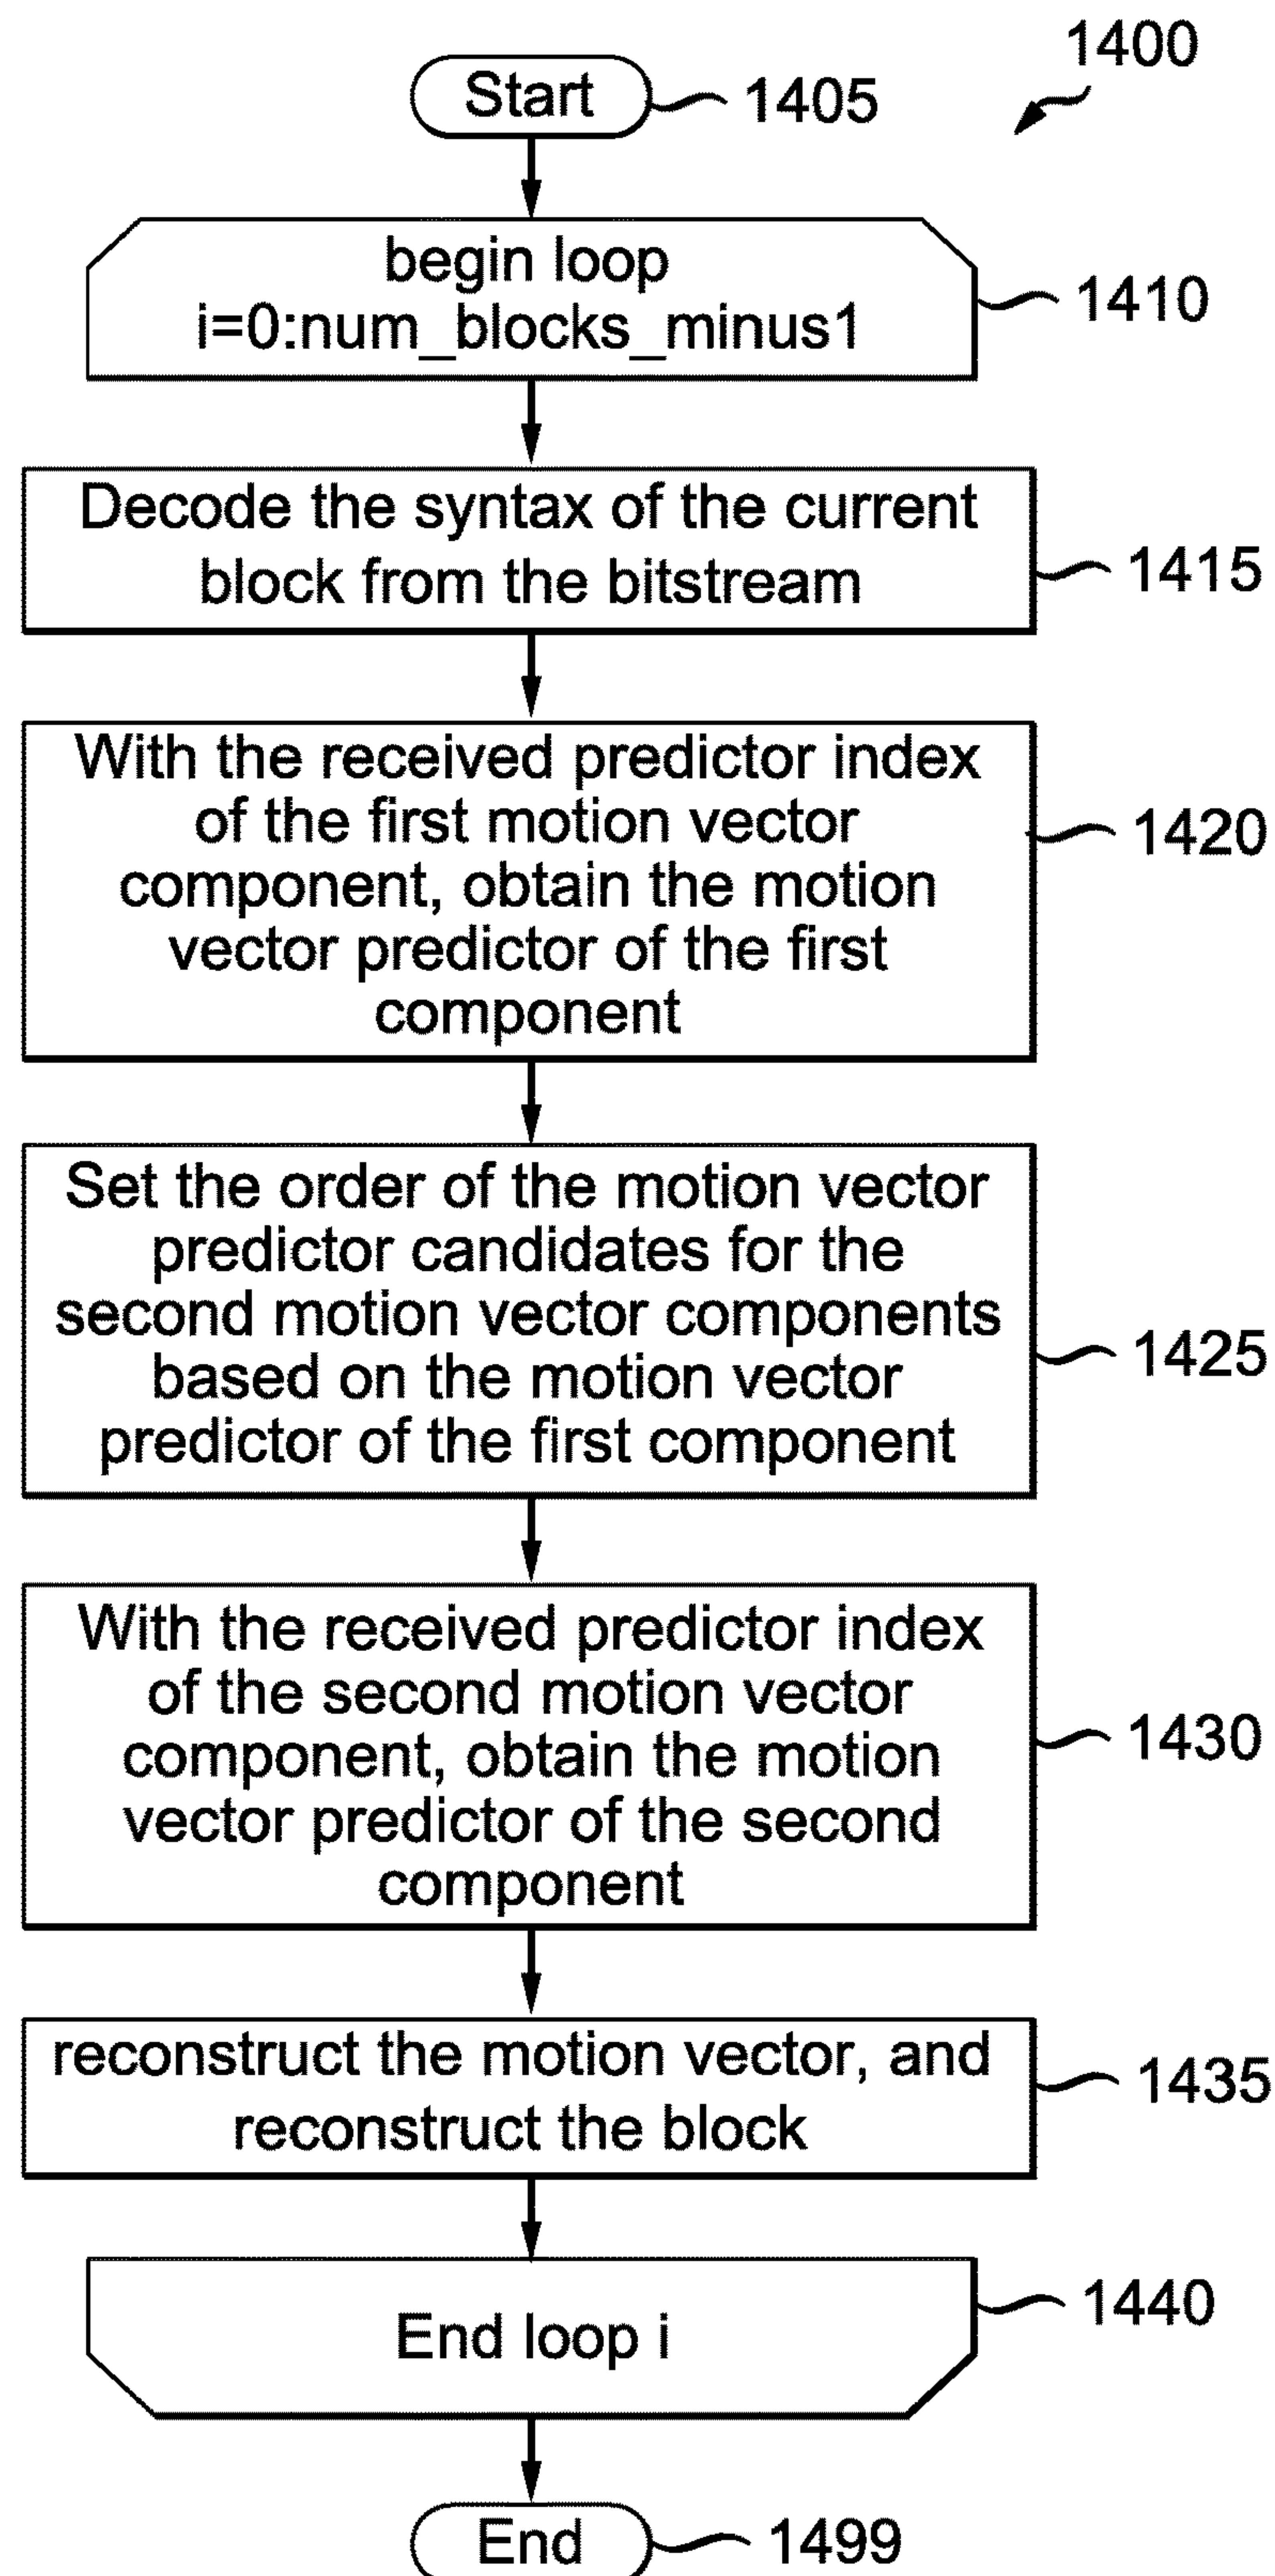 1400
Start
1405
begin loop
i=0:num_blocks_minus1
1410
Decode the syntax of the current
block from the bitstream
1415
With the received predictor index
of the first motion vector
component, obtain the motion
vector predictor of the first
component
1420
Set the order of the motion vector
predictor candidates for the
second motion vector components
based on the motion vector
predictor of the first component
1425
With the received predictor index
of the second motion vector
component, obtain the motion
vector predictor of the second
component
1430
reconstruct the motion vector, and
reconstruct the block
1435
End loop i
1440
End
1499